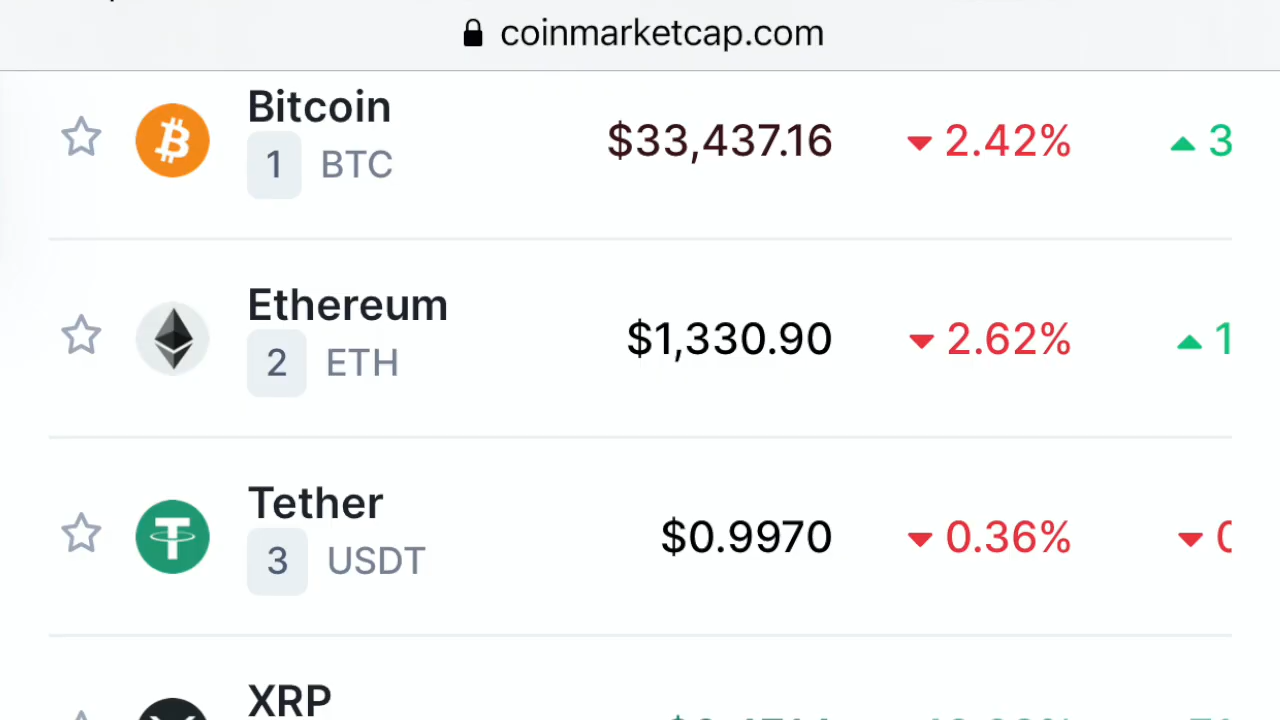 coinmarketcap.com
Bitcoin
1 BTC
$33,437.16
2.42%
3
Ethereum
2 ETH
$1,330.90
2.62%
1
Tether
3 USDT
$0.9970
0.36%
XRP